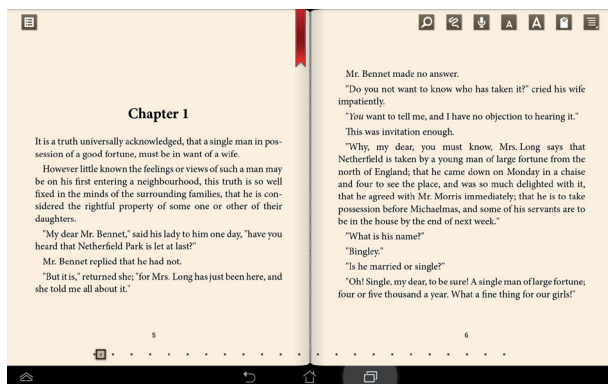 Chapter 1
It is a truth universally acknowledged, that a single man in pos-
session of a good fortune, must be in want of a wife.
However little known the feelings or views of such a man may
be on his first entering a neighbourhood, this truth is so well
fixed in the minds of the surrounding families, that he is con-
sidered the rightful property of some one or other of their
daughters.
"My dear Mr. Bennet," said his lady to him one day, "have you
heard that Netherfield Park is let at last?"
Mr. Bennet replied that he had not.
"But it is," returned she; "for Mrs. Long has just been here, and
she told me all about it."
5
A
A
Mr. Bennet made no answer.
"Do you not want to know who has taken it?" cried his wife
impatiently.
"You want to tell me, and I have no objection to hearing it."
This was invitation enough.
"Why, my dear, you must know, Mrs. Long says that
Netherfield is taken by a young man of large fortune from the
north of England; that he came down on Monday in a chaise
and four to see the place, and was so much delighted with it,
that he agreed with Mr. Morris immediately; that he is to take
possession before Michaelmas, and some of his servants are to
be in the house by the end of next week."
"What is his name?"
"Bingley."
"Is he married or single?"
"Oh! Single, my dear, to be sure! A single man of large fortune;
four or five thousand a year. What a fine thing for our girls!"
6